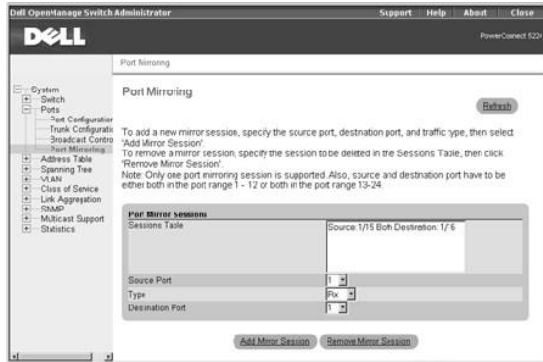 Dell OpenManage Switch Administrator
Support Help About Close
DELL
PowerConnect 522
Port Mirroring
System
Switch
Ports
Port Configuration
Trunk Configuratio
Broadcast Contro
Port Mirroring
Address Table
Spanning Tree
VLAN
Class of Service
Link Aggregation
SNMP
Multicast Support
Statistics
Port Mirroring
Refresh
To add a new mirror session, specify the source port, destination port, and traffic type, then select
'Add Mirror Session'.
To remove a mirror session, specify the session to be deleted in the Sessions Table, then click
'Remove Mirror Session'.
Note: Only one port mirroring session is supported. Also, source and destination port have to be
either both in the port range 1 - 12 or both in the port range 13-24.
Port Mirror Sessions
Sessions Table
Source:1/15 Both Destination: 1/
Source Port
1
Type
Rx
Destination Port
1
Add Mirror Session
Remove Mirror Session